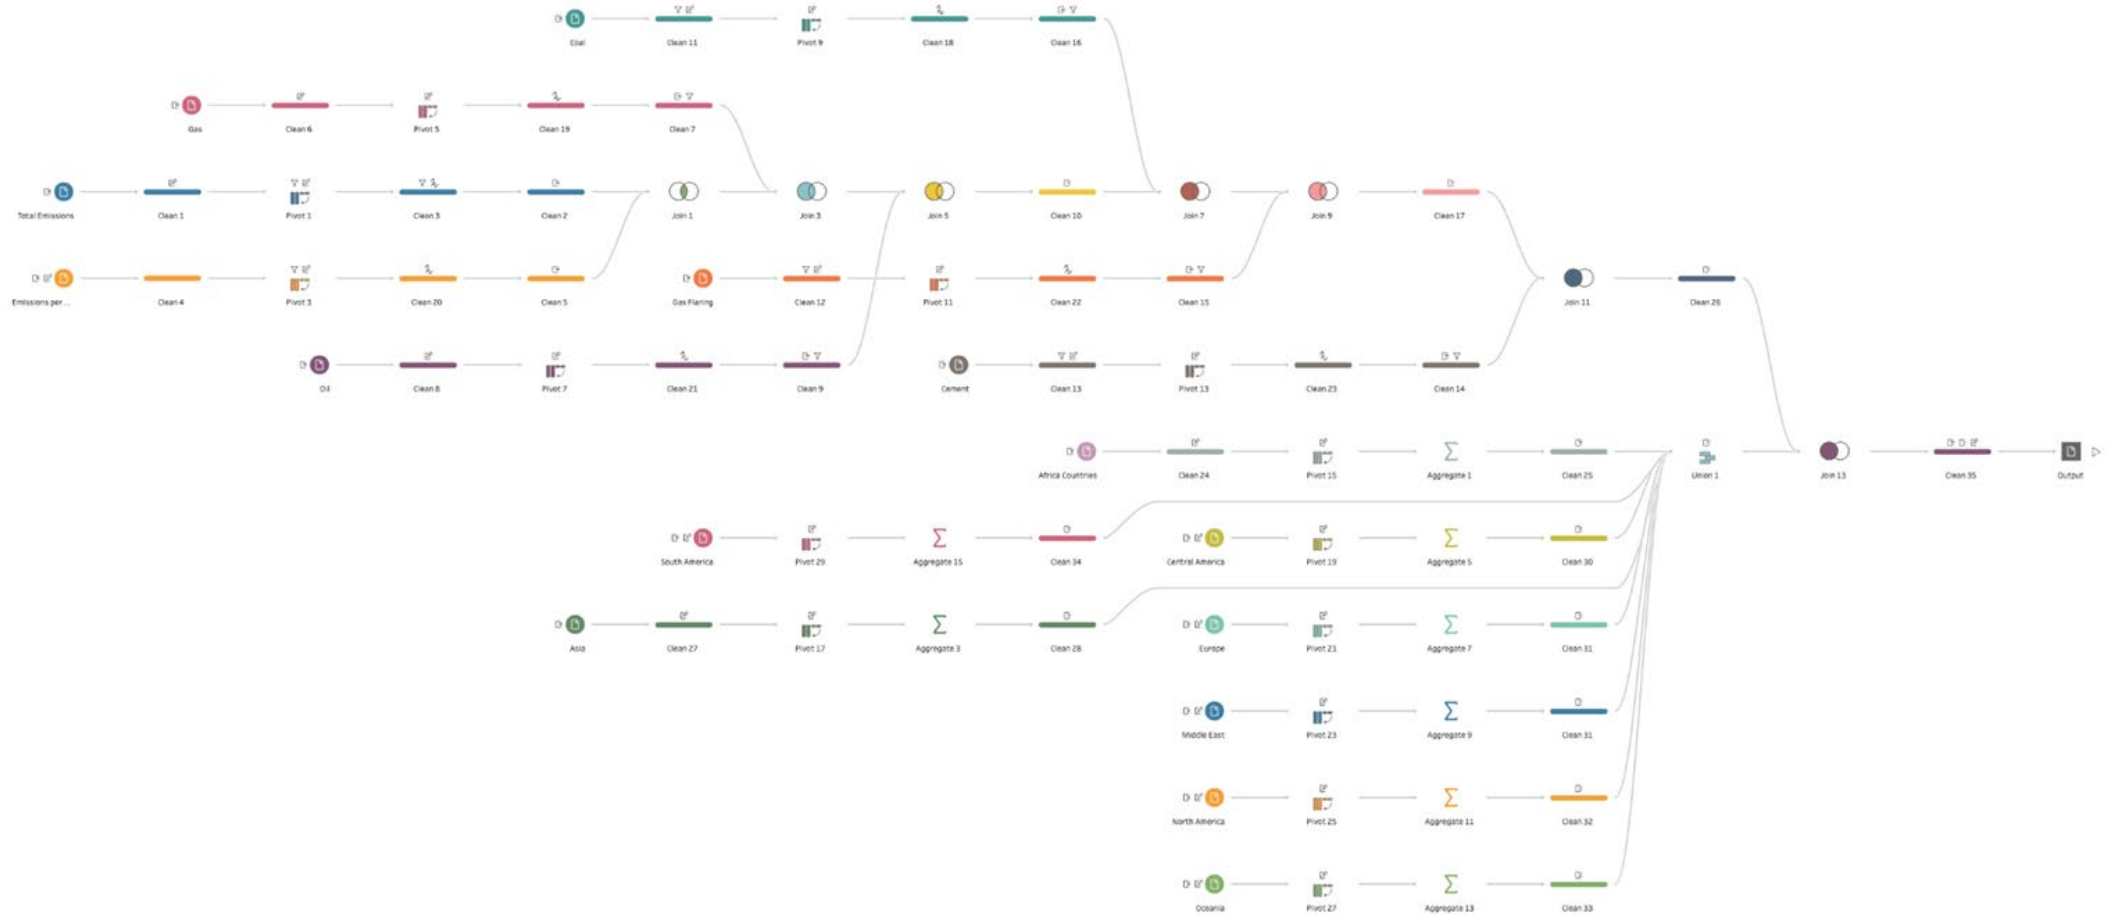 Coal Clean 11 Pivot 9 Clean 18 Clean 16
Gas Clean 6 Pivot 5 Clean 19 Clean 7
Total Emissions Clean 1 Pivot 1 Clean 3 Clean 2 Join 1 Join 3 Join 5 Clean 10 Join 7 Join 9 Clean 17
Emissions per ... Clean 4 Pivot 3 Clean 20 Clean 5 Gas Flaring Clean 12 Pivot 11 Clean 22 Clean 15 Join 11 Clean 26
Oil Clean 8 Pivot 7 Clean 21 Clean 9 Cement Clean 13 Pivot 13 Clean 23 Clean 14
Africa Countries Clean 24 Pivot 15 Aggregate 1 Clean 25 Union 1 Join 13 Clean 35 Output
South America Pivot 29 Aggregate 15 Clean 34 Central America Pivot 19 Aggregate 5 Clean 30
Asia Clean 27 Pivot 17 Aggregate 3 Clean 28 Europe Pivot 21 Aggregate 7 Clean 31
Middle East Pivot 23 Aggregate 9 Clean 31
North America Pivot 25 Aggregate 11 Clean 32
Oceania Pivot 27 Aggregate 13 Clean 33